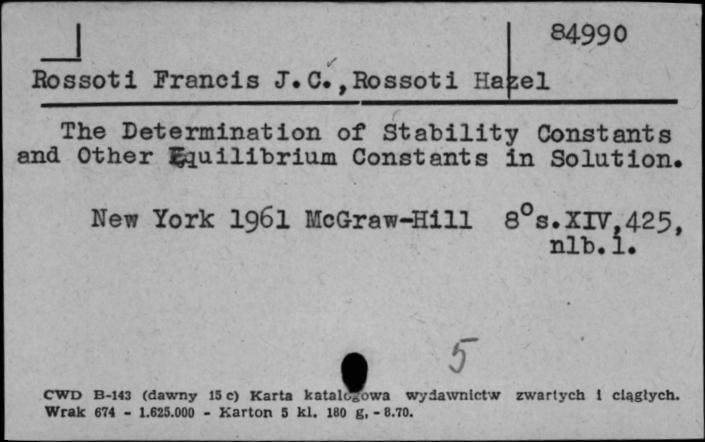 84990
Rossoti Francis J.C.,Rossoti Hazel
The Determination of Stability Constants
and Other Equilibrium Constants in Solution.
New York 1961 McGraw-Hill 8°s.XIV,425,
nlb.1.
5
CWD B-143 (dawny 15 c) Karta katalogowa wydawnictw zwartych i ciągłych.
Wrak 674 - 1.625.000 - Karton 5 kl. 180 g, - 8.70.